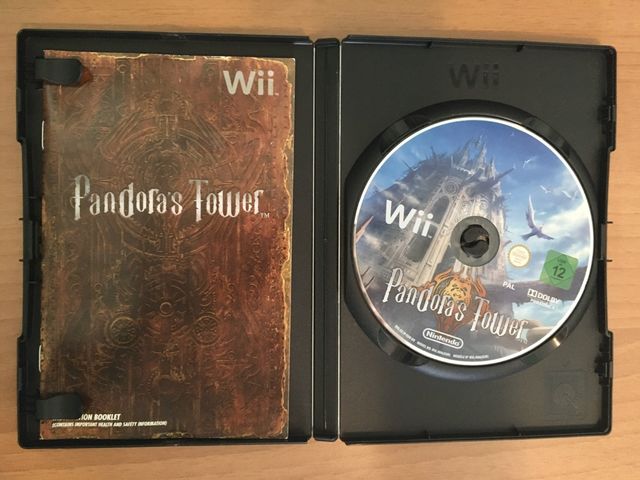 Wii
Pandora's Tower
TM
ION BOOKLET
(CONTAINS IMPORTANT HEALTH AND SAFETY INFORMATION)
Wii
Wii
12
PAL
DOLBY
Pandora's Tower
Nintendo